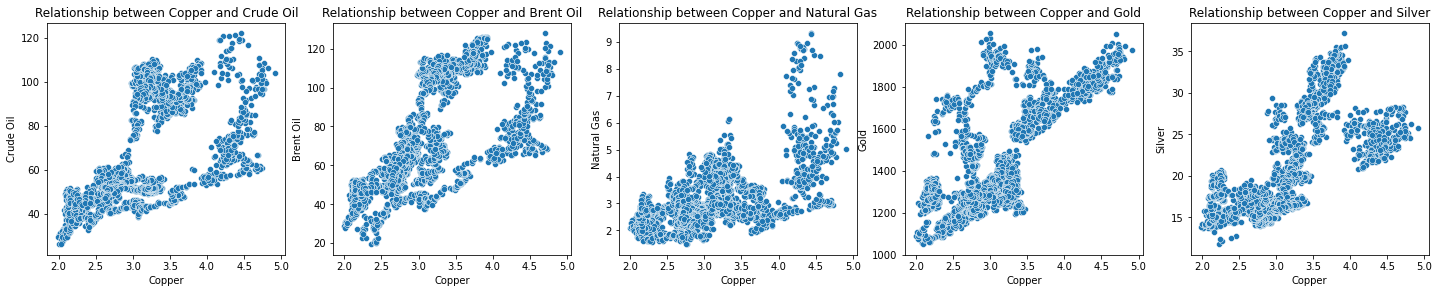 Relationship between Copper and Crude Oil
120
100
80
60
40
Crude Oil
2.0 2.5 3.0 3.5 4.0 4.5 5.0
Copper
Relationship between Copper and Brent Oil
120
100
80
60
40
20
Brent Oil
2.0 2.5 3.0 3.5 4.0 4.5 5.0
Copper
Relationship between Copper and Natural Gas
9
8
7
6
5
4
3
2
Natural Gas
2.0 2.5 3.0 3.5 4.0 4.5 5.0
Copper
Relationship between Copper and Gold
2000
1800
1600
1400
1200
1000
Gold
2.0 2.5 3.0 3.5 4.0 4.5 5.0
Copper
Relationship between Copper and Silver
35
30
25
20
15
Silver
2.0 2.5 3.0 3.5 4.0 4.5 5.0
Copper